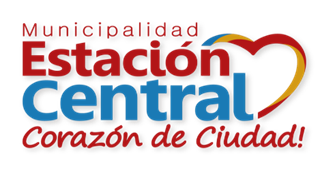 Municipalidad
Estación
Central
Corazón de Ciudad!